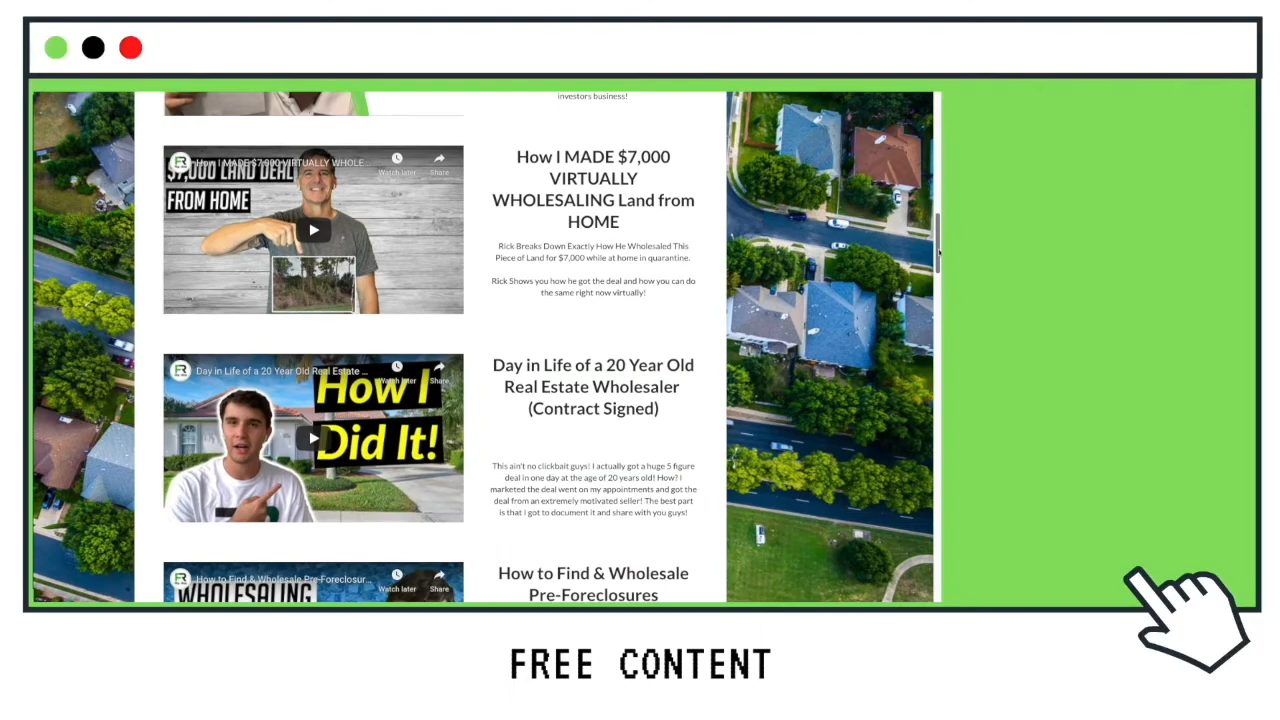 investors business!
How I MADE $7,000 VIRTUALLY WHOLE...
Watch later
Share
$7,000 LAND DEAL
FROM HOME
How I MADE $7,000
VIRTUALLY
WHOLESALING Land from
HOME
Rick Breaks Down Exactly How He Wholesaled This
Piece of Land for $7,000 while at home in quarantine.
Rick Shows you how he got the deal and how you can do
the same right now virtually!
Day in Life of a 20 Year Old Real Estate ...
Watch later
Share
How I
Did It!
Day in Life of a 20 Year Old
Real Estate Wholesaler
(Contract Signed)
This ain't no clickbait guys! I actually got a huge 5 figure
deal in one day at the age of 20 years old! How? I
marketed the deal went on my appointments and got the
deal from an extremely motivated seller! The best part
is that I got to document it and share with you guys!
How to Find & Wholesale Pre-Foreclosur...
Watch later
Share
WHOLESALING
How to Find & Wholesale
Pre-Foreclosures
FREE CONTENT